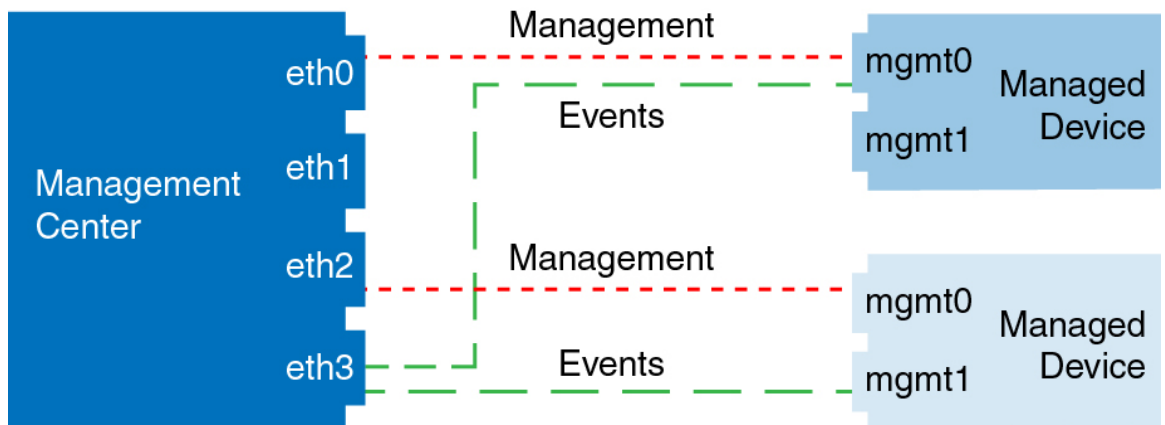 Management
Center
eth0
eth1
eth2
eth3
Management
Events
Management
Events
mgmt0
mgmt1
Managed
Device
mgmt0
mgmt1
Managed
Device